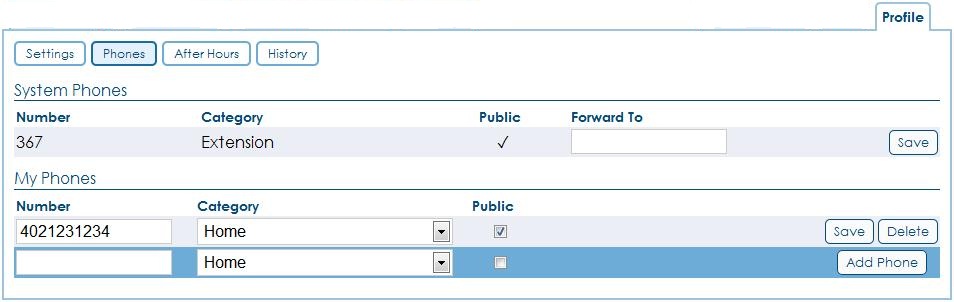 Profile
Settings Phones After Hours History
System Phones
Number Category Public Forward To
367 Extension ✓ Save
My Phones
Number Category Public
4021231234 Home Save Delete
Home Add Phone